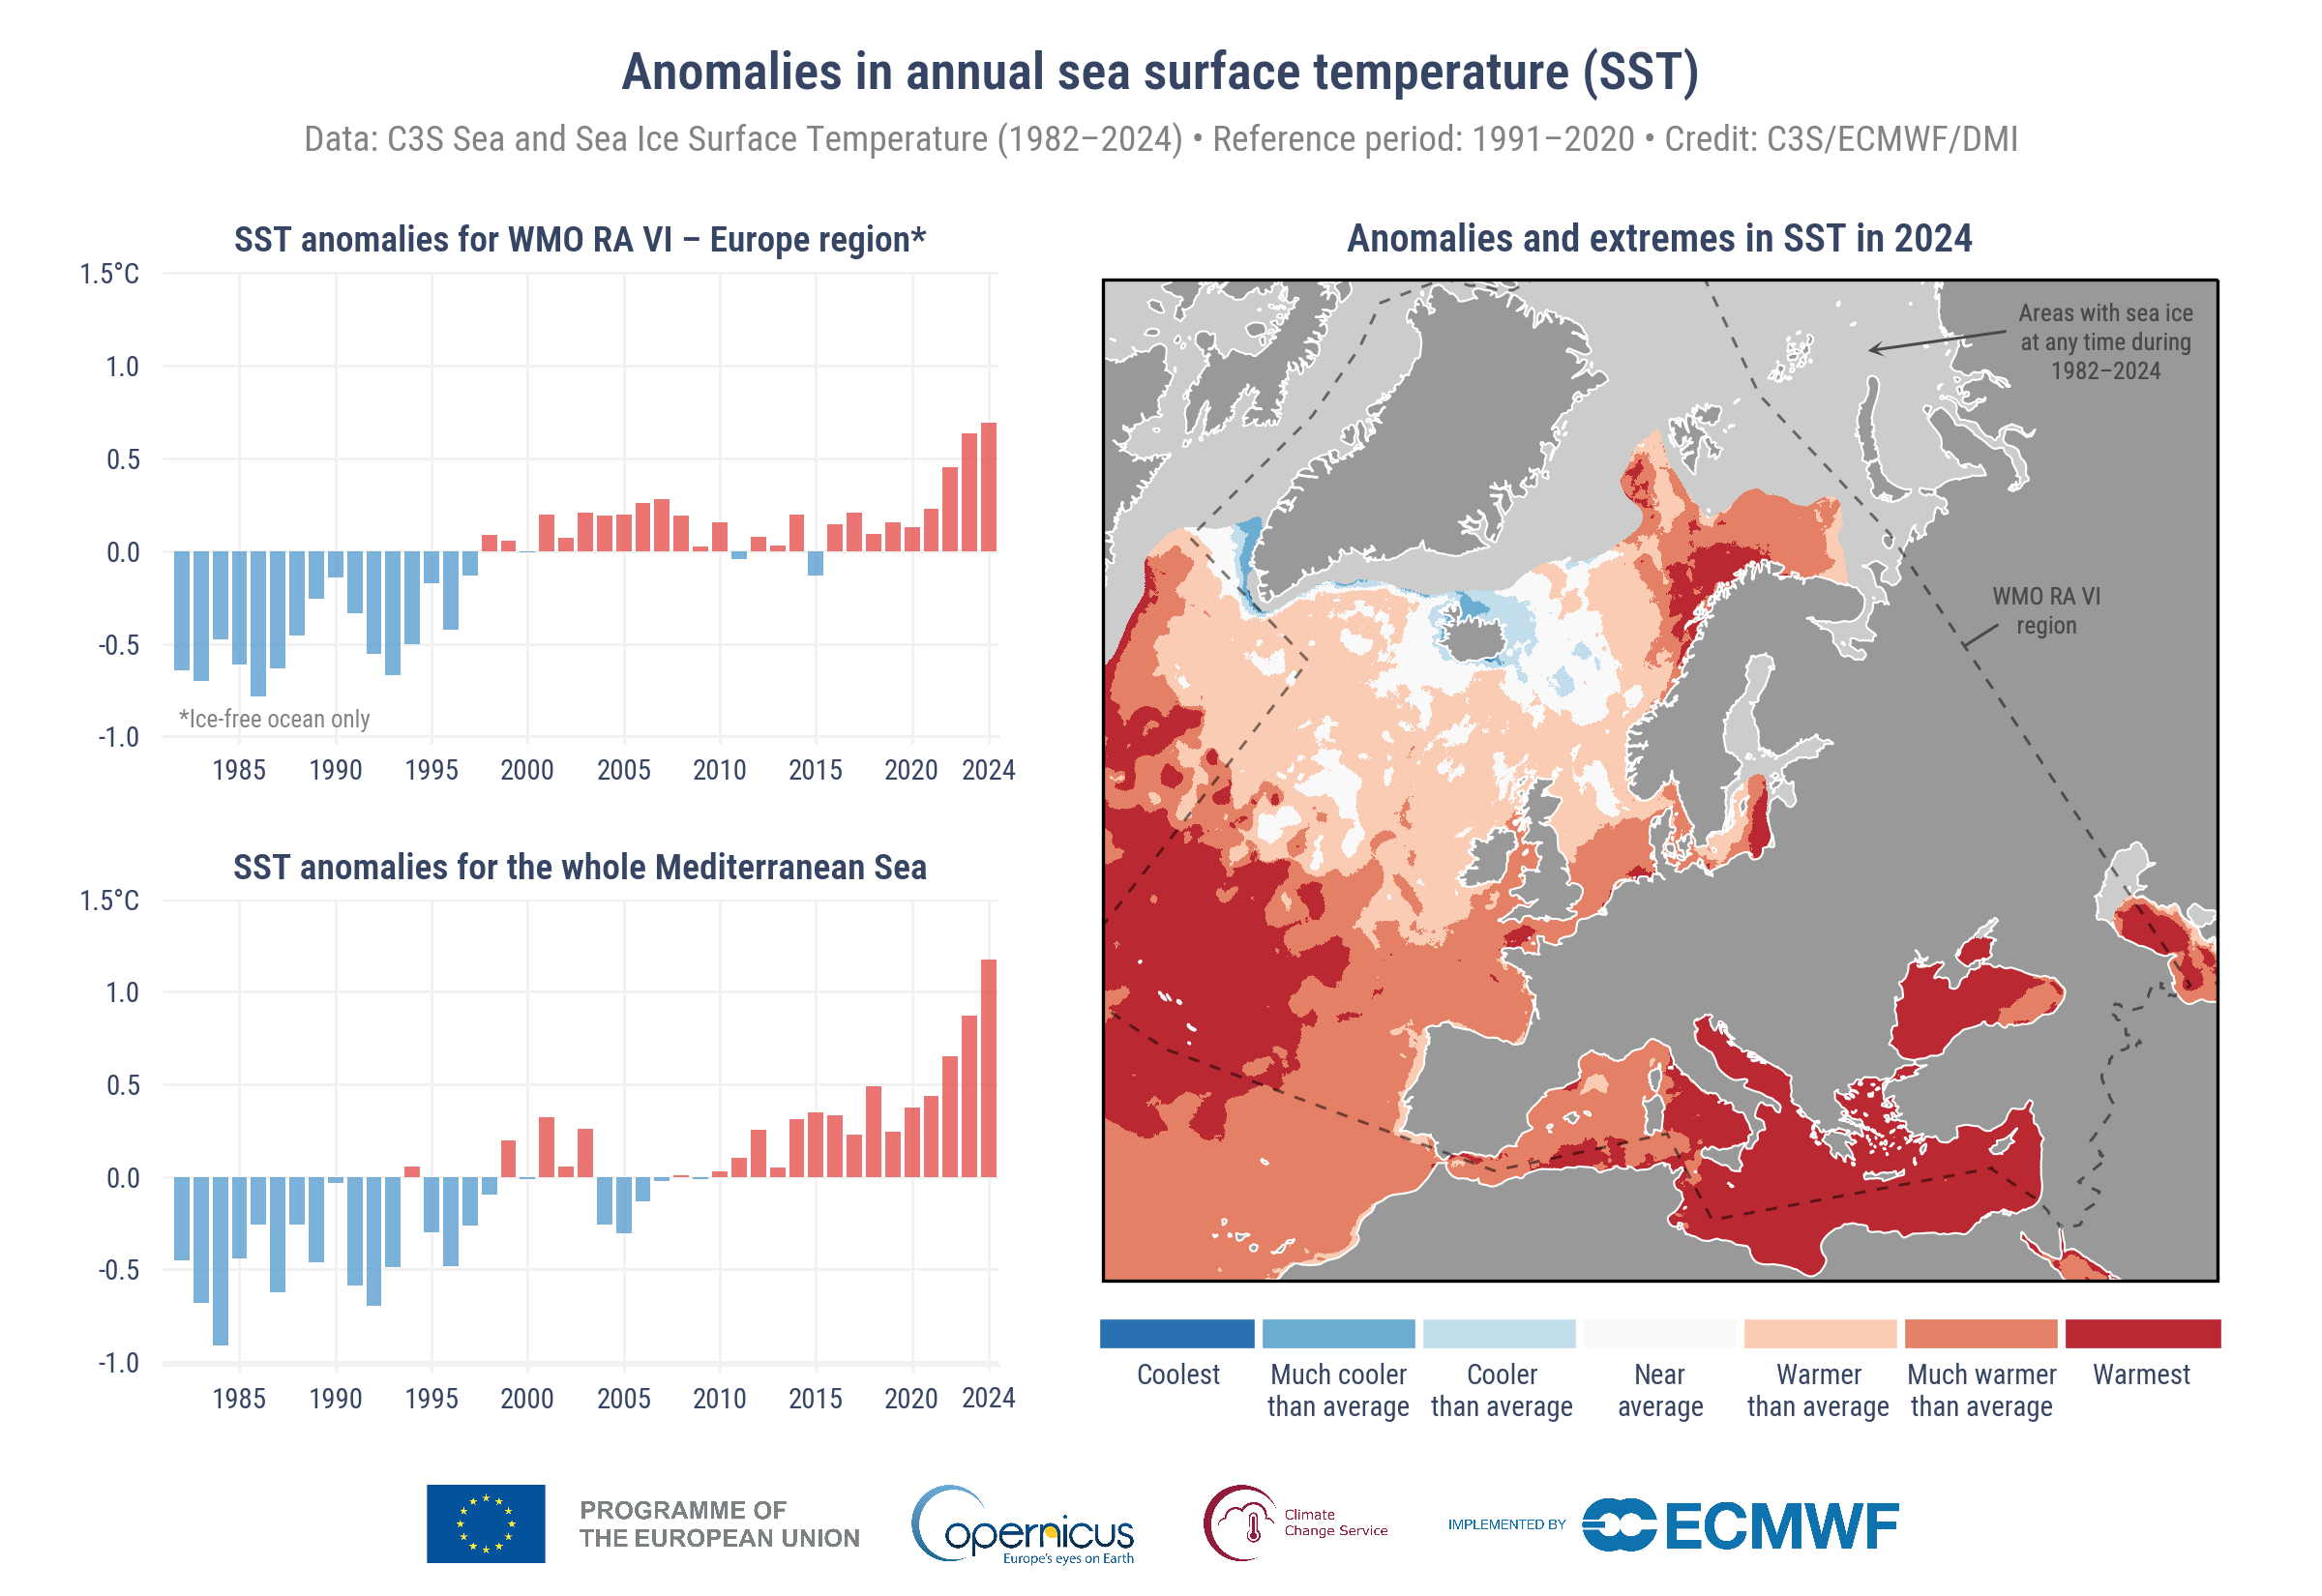 Anomalies in annual sea surface temperature (SST)
Data: C3S Sea and Sea Ice Surface Temperature (1982–2024) • Reference period: 1991–2020 • Credit: C3S/ECMWF/DMI
SST anomalies for WMO RA VI – Europe region*
1.5°C
1.0
0.5
0.0
-0.5
-1.0
*Ice-free ocean only
1985 1990 1995 2000 2005 2010 2015 2020 2024
SST anomalies for the whole Mediterranean Sea
1.5°C
1.0
0.5
0.0
-0.5
-1.0
1985 1990 1995 2000 2005 2010 2015 2020 2024
Anomalies and extremes in SST in 2024
Areas with sea ice
at any time during
1982–2024
WMO RA VI
region
Coolest
Much cooler
than average
Cooler
than average
Near
average
Warmer
than average
Much warmer
than average
Warmest
PROGRAMME OF
THE EUROPEAN UNION
opernicus
Europe's eyes on Earth
Climate
Change Service
IMPLEMENTED BY
ECMWF